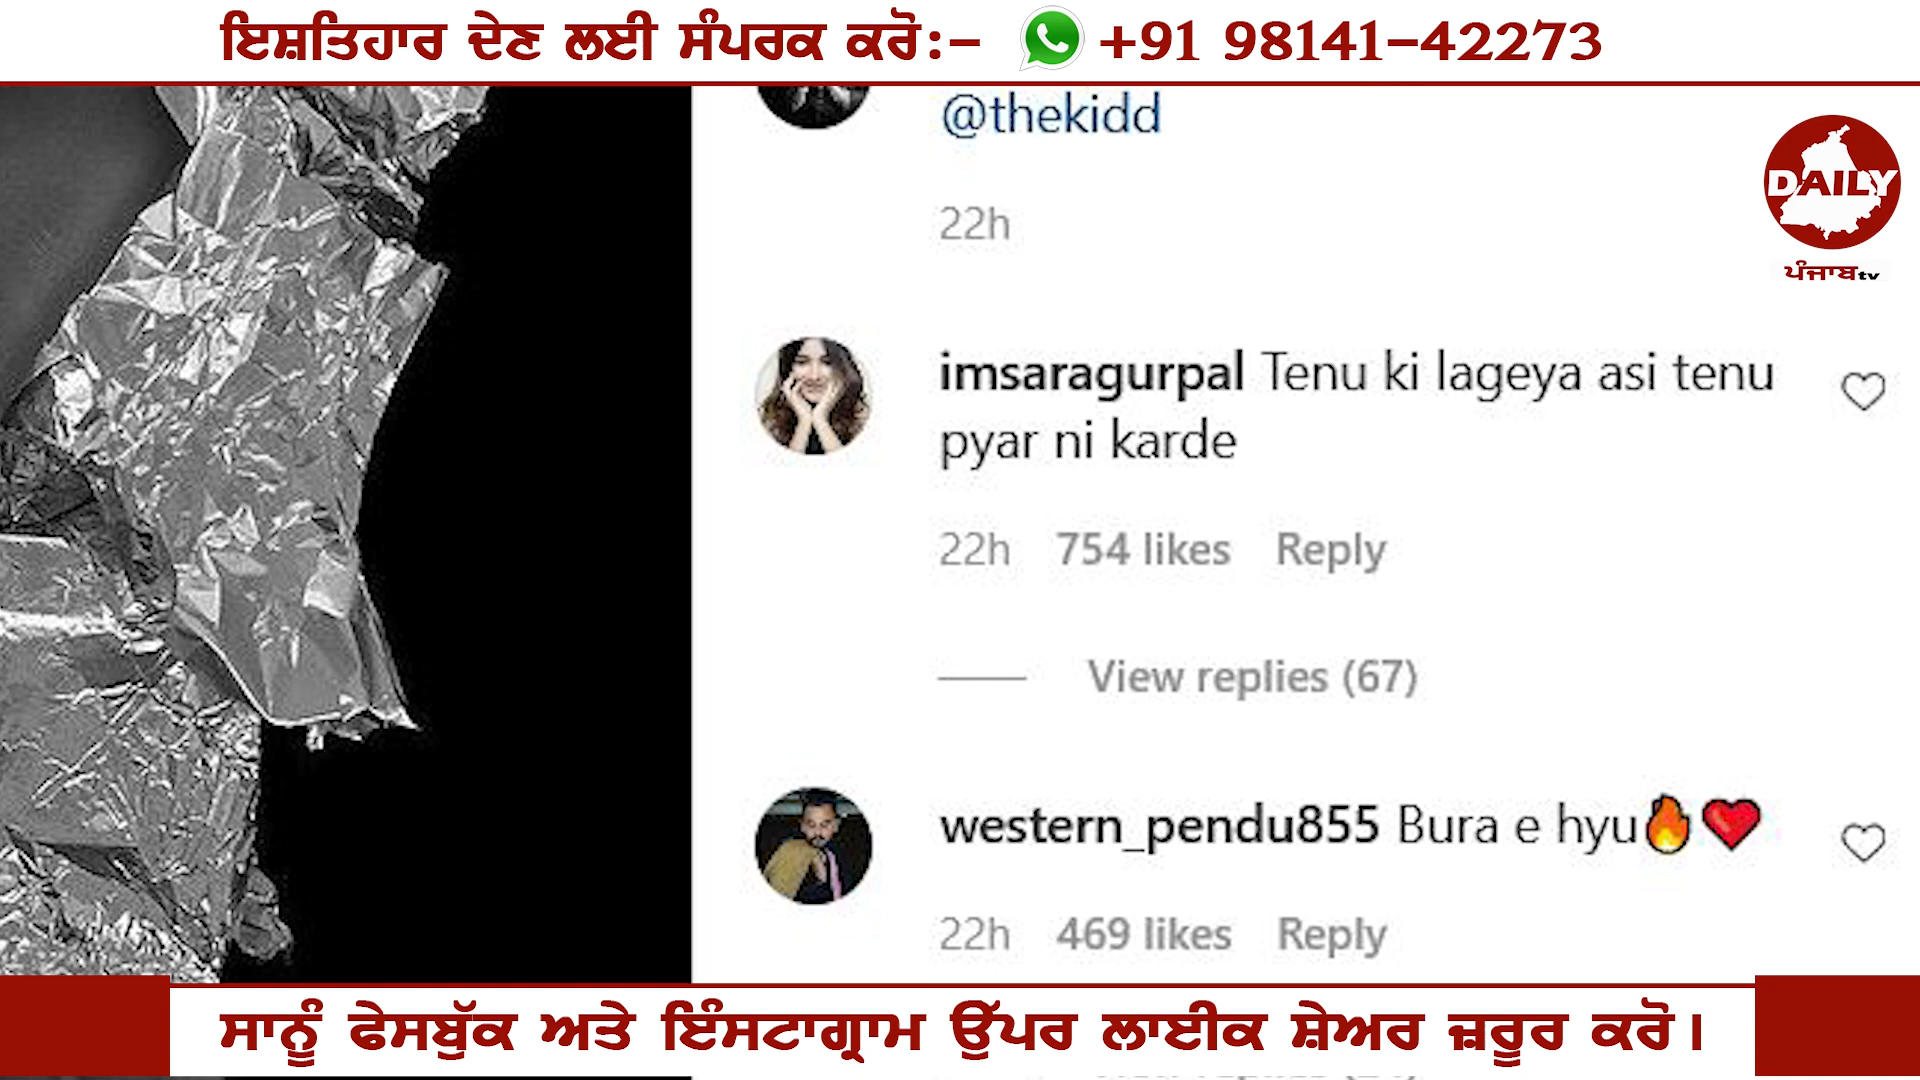 ਇਸ਼ਤਿਹਾਰ ਦੇਣ ਲਈ ਸੰਪਰਕ ਕਰੋ:- +91 98141-42273
@thekidd
22h
DAILY
ਪੰਜਾਬtv
imsaragurpal Tenu ki lageya asi tenu
pyar ni karde
22h 754 likes Reply
View replies (67)
western_pendu855 Bura e hyu🔥❤️
22h 469 likes Reply
ਸਾਨੂੰ ਫੇਸਬੁੱਕ ਅਤੇ ਇੰਸਟਾਗ੍ਰਾਮ ਉੱਪਰ ਲਾਈਕ ਸ਼ੇਅਰ ਜ਼ਰੂਰ ਕਰੋ।